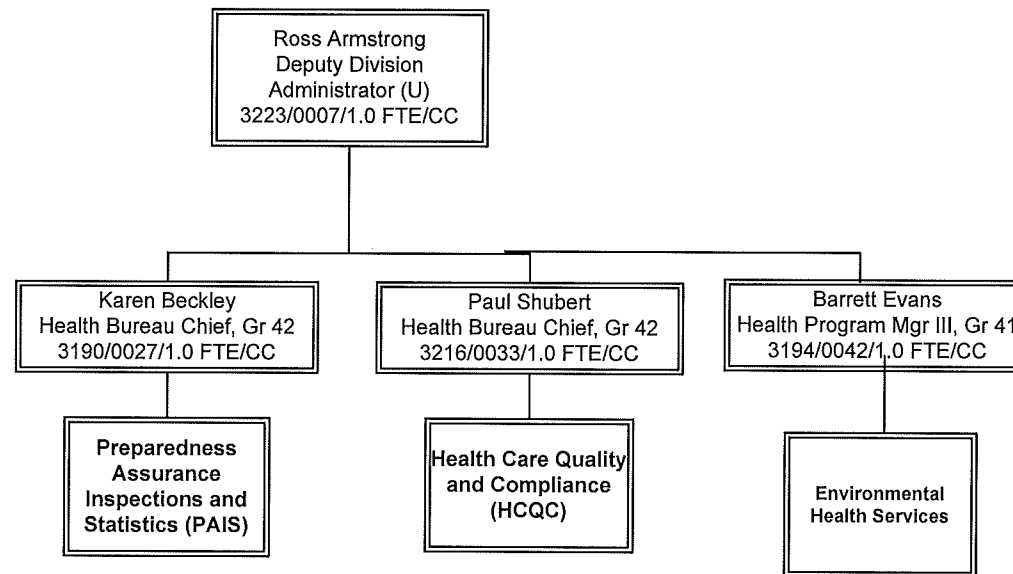 Ross Armstrong
Deputy Division
Administrator (U)
3223/0007/1.0 FTE/CC
Karen Beckley
Health Bureau Chief, Gr 42
3190/0027/1.0 FTE/CC
Paul Shubert
Health Bureau Chief, Gr 42
3216/0033/1.0 FTE/CC
Barrett Evans
Health Program Mgr III, Gr 41
3194/0042/1.0 FTE/CC
Preparedness
Assurance
Inspections and
Statistics (PAIS)
Health Care Quality
and Compliance
(HCQC)
Environmental
Health Services